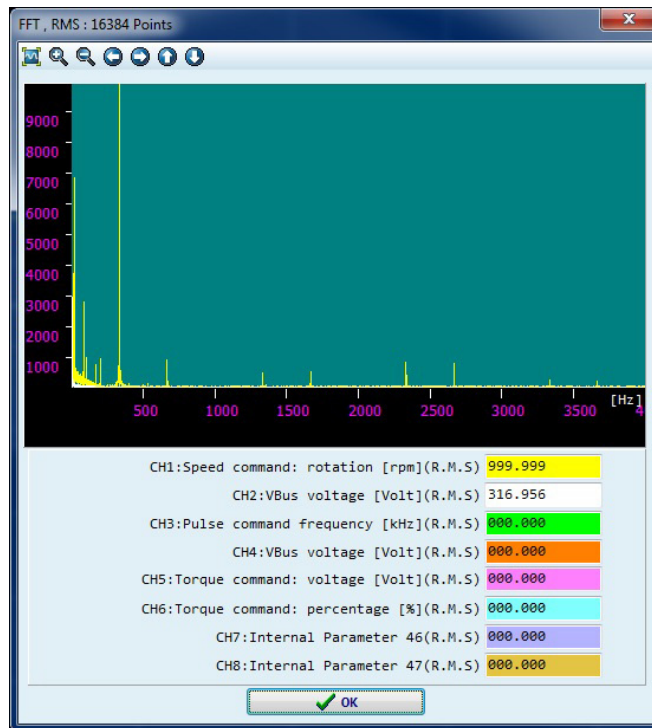 FFT , RMS : 16384 Points
9000
8000
7000
6000
5000
4000
3000
2000
1000
[Hz]
500 1000 1500 2000 2500 3000 3500 4
CH1:Speed command: rotation [rpm](R.M.S) 999.999
CH2:VBus voltage [Volt](R.M.S) 316.956
CH3:Pulse command frequency [kHz](R.M.S) 000.000
CH4:VBus voltage [Volt](R.M.S) 000.000
CH5:Torque command: voltage [Volt](R.M.S) 000.000
CH6:Torque command: percentage [%](R.M.S) 000.000
CH7:Internal Parameter 46(R.M.S) 000.000
CH8:Internal Parameter 47(R.M.S) 000.000
OK